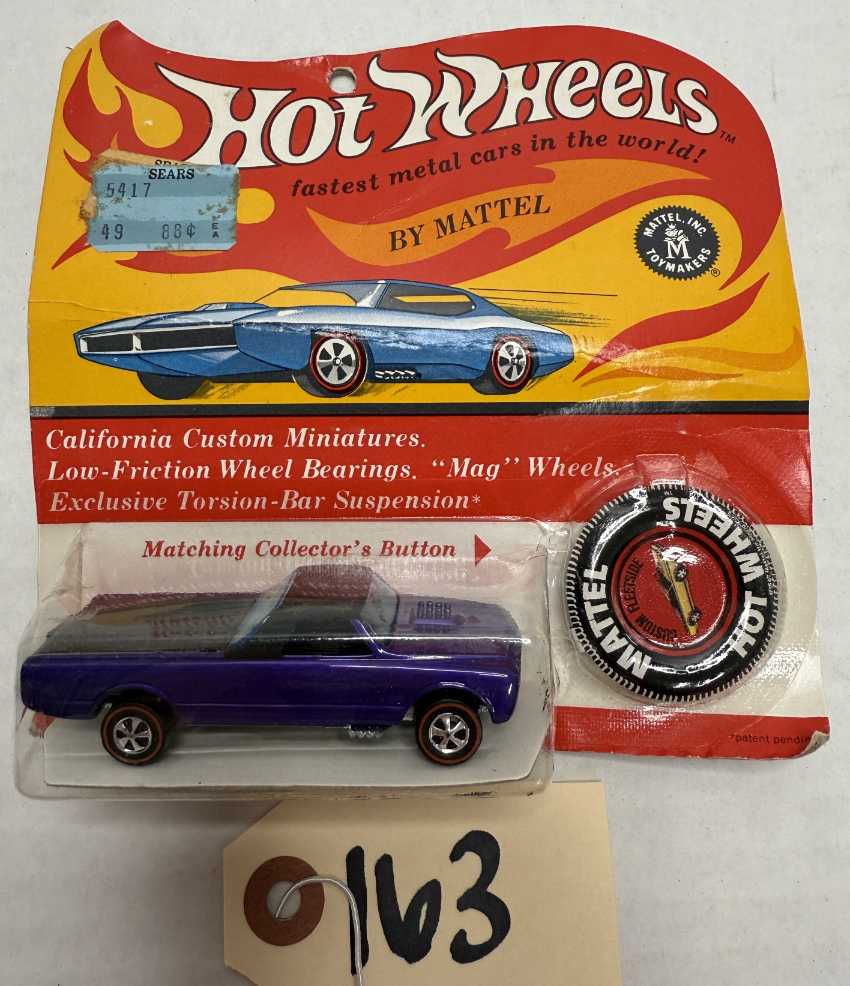 HOT WHEELS™
fastest metal cars in the world!
BY MATTEL
SEARS
5417
49 88¢ EA
MATTEL, INC.
M
TOYMAKERS®
California Custom Miniatures.
Low-Friction Wheel Bearings. “Mag” Wheels.
Exclusive Torsion-Bar Suspension*
Matching Collector's Button
MATTEL
HOT WHEELS
CUSTOM FLEETSIDE
*patent pending
163